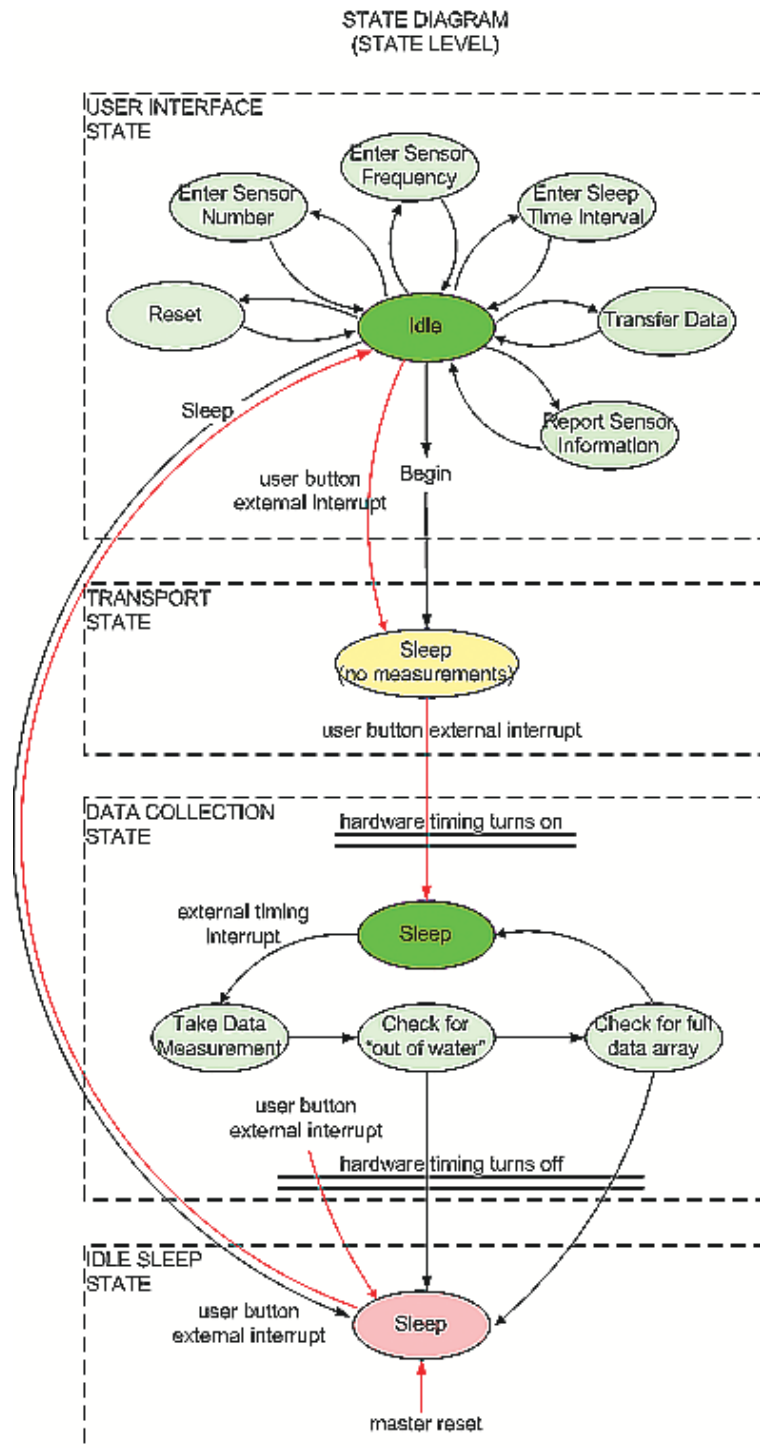 STATE DIAGRAM
(STATE LEVEL)
USER INTERFACE
STATE
Enter Sensor
Frequency
Enter Sensor
Number
Enter Sleep
Time Interval
Reset
Idle
Transfer Data
Sleep
Report Sensor
Information
user button
external interrupt
Begin
TRANSPORT
STATE
Sleep
(no measurements)
user button external interrupt
DATA COLLECTION
STATE
hardware timing turns on
external timing
interrupt
Sleep
Take Data
Measurement
Check for
"out of water"
Check for full
data array
user button
external interrupt
hardware timing turns off
IDLE SLEEP
STATE
user button
external interrupt
Sleep
master reset